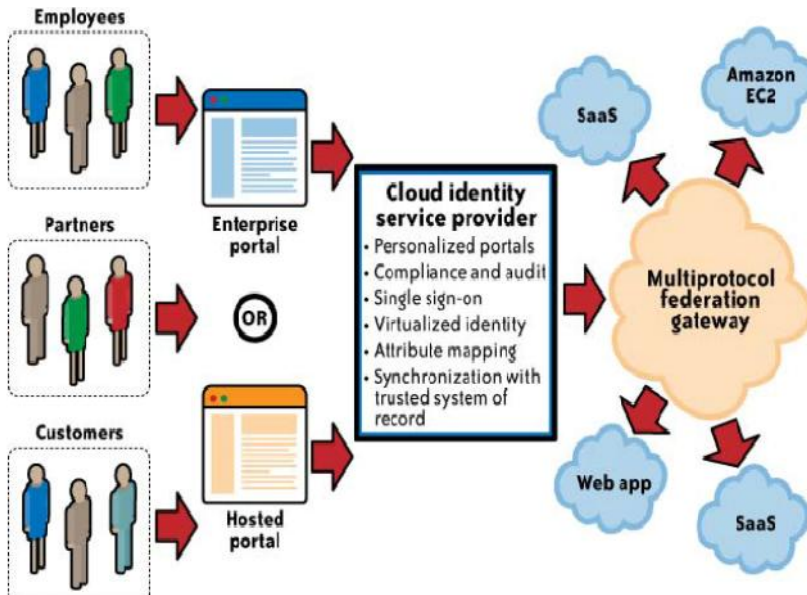 Employees
Enterprise
portal
Partners
OR
Customers
Hosted
portal
Cloud identity
service provider
• Personalized portals
• Compliance and audit
• Single sign-on
• Virtualized identity
• Attribute mapping
• Synchronization with
trusted system of
record
SaaS
Amazon
EC2
Multiprotocol
federation
gateway
Web app
SaaS